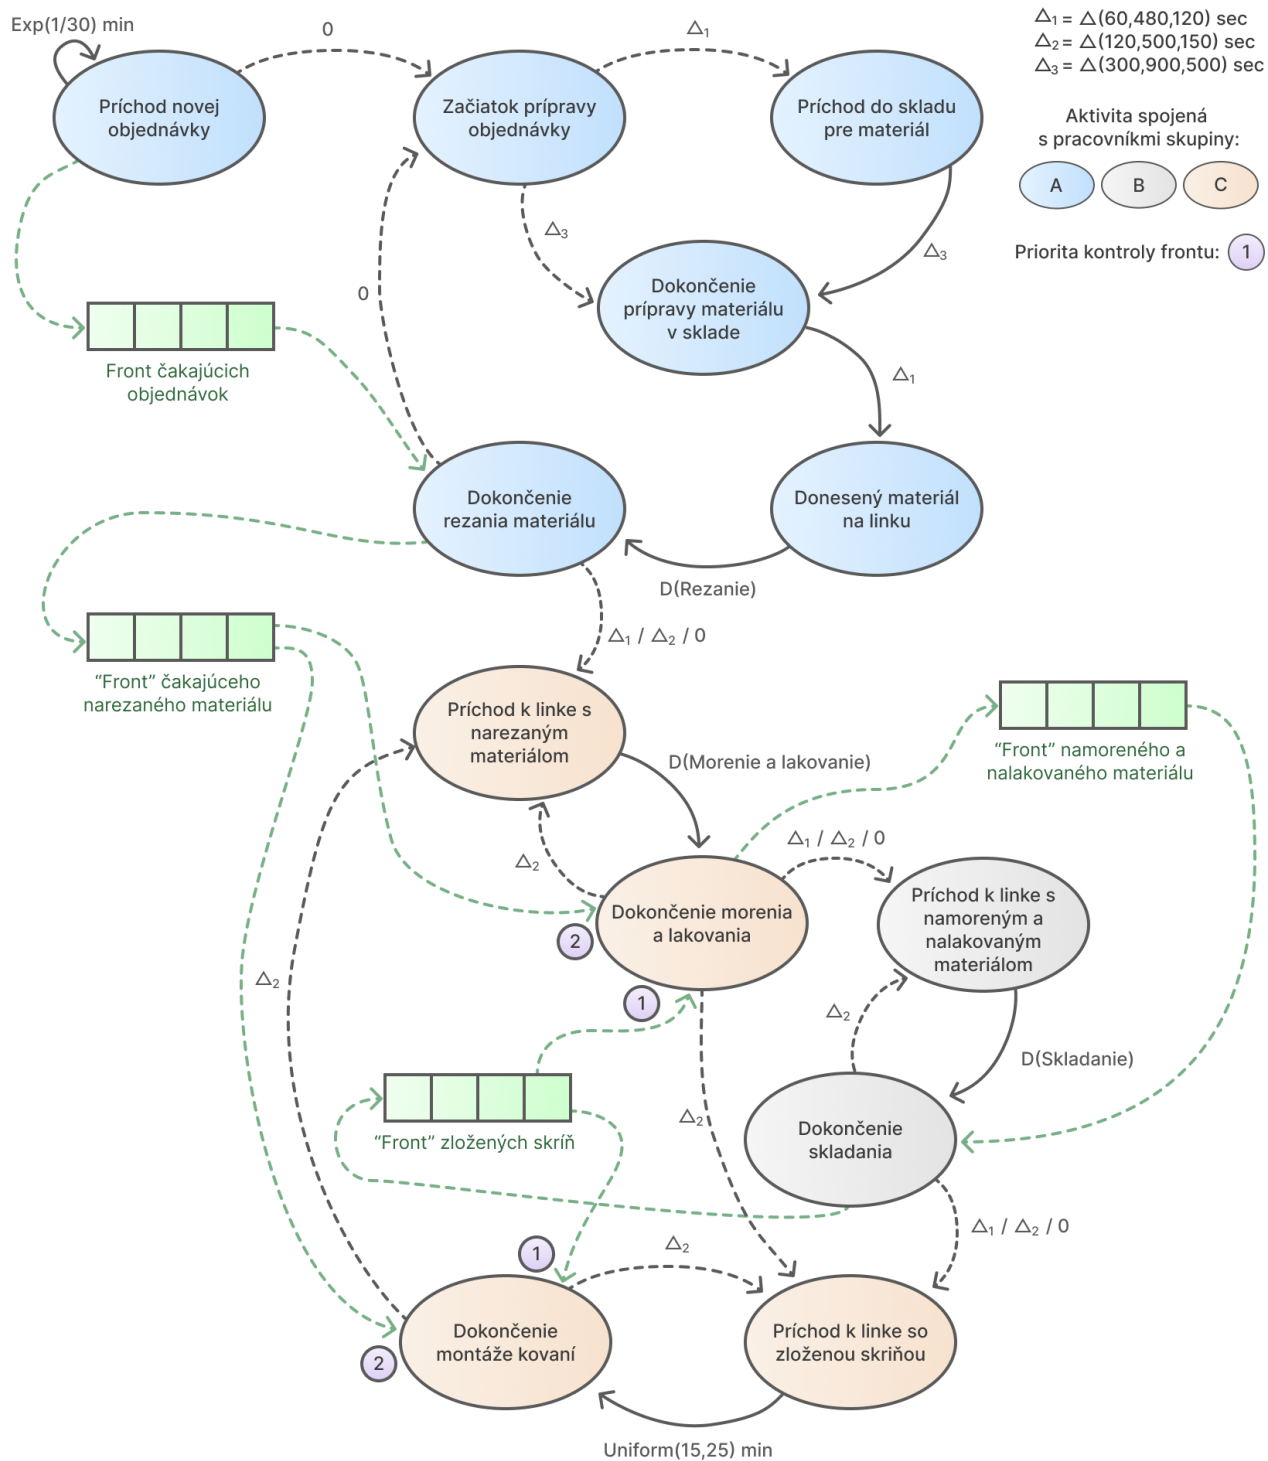 Exp(1/30) min
0
△₁
△₁ = △(60,480,120) sec
△₂ = △(120,500,150) sec
△₃ = △(300,900,500) sec
Príchod novej
objednávky
Začiatok prípravy
objednávky
Príchod do skladu
pre materiál
Aktivita spojená
s pracovníkmi skupiny:
A
B
C
Priorita kontroly frontu:
1
△₃
△₃
0
Dokončenie
prípravy materiálu
v sklade
Front čakajúcich
objednávok
△₁
Dokončenie
rezania materiálu
Donesený materiál
na linku
D(Rezanie)
△₁ / △₂ / 0
“Front” čakajúceho
narezaného materiálu
Príchod k linke s
narezaným
materiálom
“Front” namoreného a
nalakovaného materiálu
D(Morenie a lakovanie)
△₂
△₁ / △₂ / 0
Dokončenie morenia
a lakovania
2
1
Príchod k linke s
namoreným a
nalakovaným
materiálom
△₂
△₂
D(Skladanie)
“Front” zložených skríň
△₂
Dokončenie
skladania
△₁ / △₂ / 0
1
△₂
Dokončenie
montáže kovaní
2
Príchod k linke so
zloženou skriňou
Uniform(15,25) min